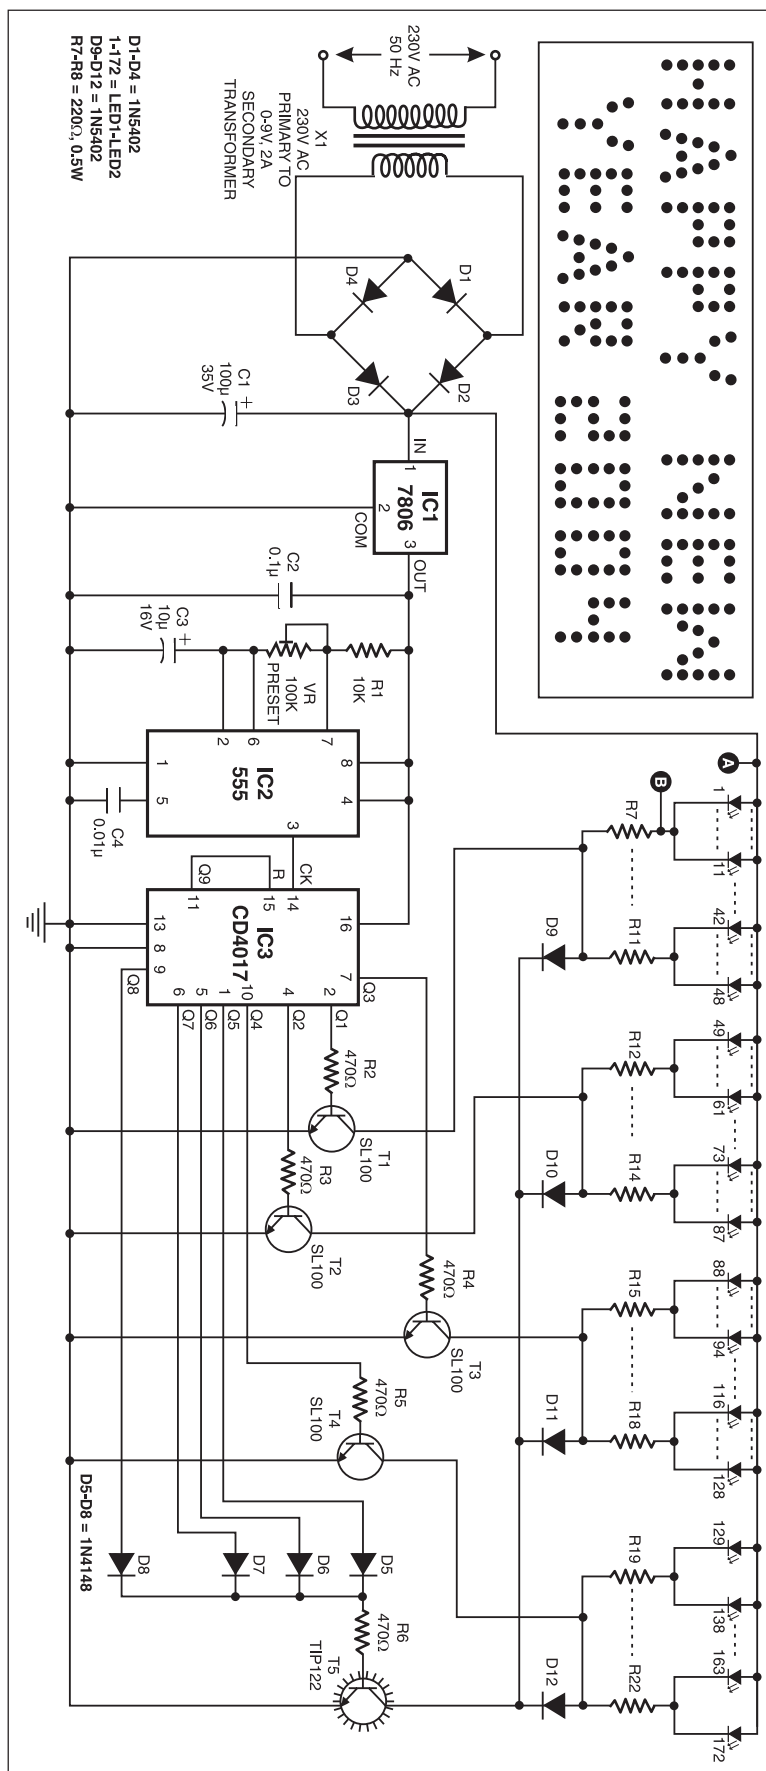 HAPPY NEW
YEAR 2004
A
1
11
42
48
49
61
73
87
88
94
116
128
129
138
163
172
B
R7
R11
R12
R14
R15
R18
R19
R22
D9
D10
D11
D12
230V AC
50 Hz
X1
230V AC
PRIMARY TO
0-9V, 2A
SECONDARY
TRANSFORMER
D1
D2
D3
D4
C1
100µ
35V
+
IN
1
IC1
7806
2
COM
3
OUT
C2
0.1µ
C3
10µ
16V
+
R1
10K
VR
100K
PRESET
7
6
2
8
4
IC2
555
3
1
5
C4
0.01µ
CK
14
R
15
Q9
11
16
IC3
CD4017
13
8
9
Q8
7
Q3
2
Q1
4
Q2
10
Q4
1
Q5
5
Q6
6
Q7
R2
470Ω
T1
SL100
R3
470Ω
T2
SL100
R4
470Ω
T3
SL100
R5
470Ω
T4
SL100
D5
D6
D7
D8
R6
470Ω
T5
TIP122
D5-D8 = 1N4148
D1-D4 = 1N5402
1-172 = LED1-LED2
D9-D12 = 1N5402
R7-R8 = 220Ω, 0.5W